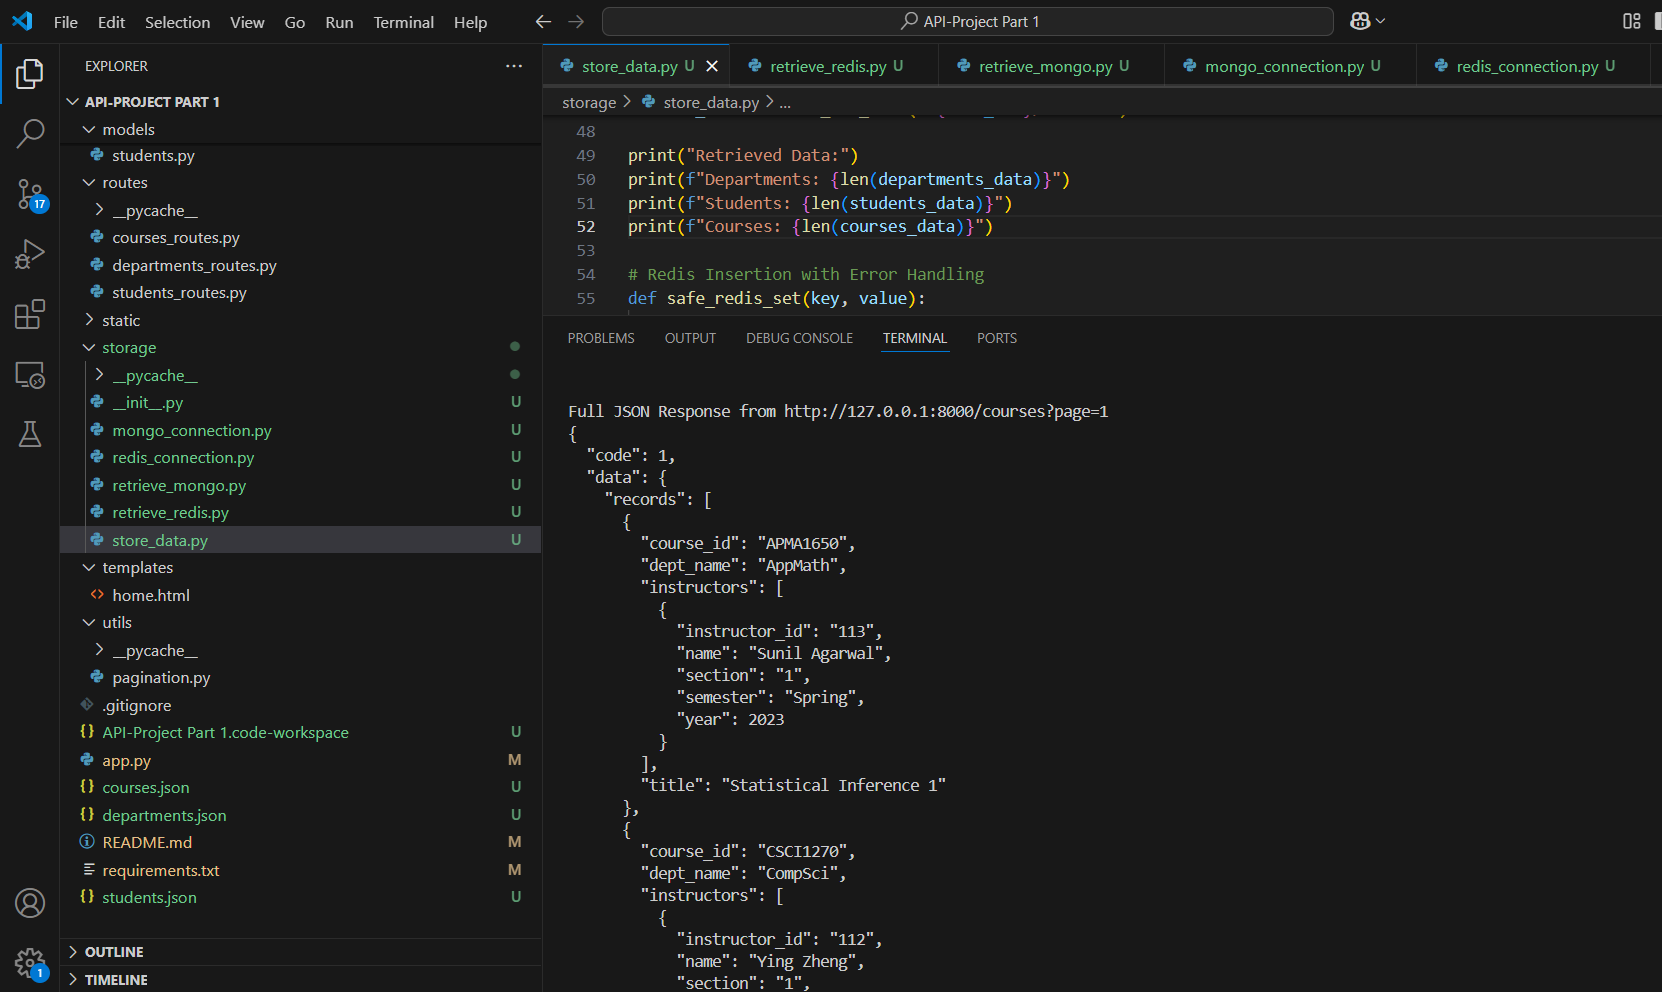 File Edit Selection View Go Run Terminal Help
API-Project Part 1
EXPLORER
API-PROJECT PART 1
models
students.py
routes
__pycache__
courses_routes.py
departments_routes.py
students_routes.py
static
storage
__pycache__
__init__.py U
mongo_connection.py U
redis_connection.py U
retrieve_mongo.py U
retrieve_redis.py U
store_data.py U
templates
home.html
utils
__pycache__
pagination.py
.gitignore
API-Project Part 1.code-workspace U
app.py M
courses.json U
departments.json U
README.md M
requirements.txt M
students.json U
OUTLINE
TIMELINE
17
1
store_data.py U retrieve_redis.py U retrieve_mongo.py U mongo_connection.py U redis_connection.py U
storage > store_data.py > ...
48
49 print("Retrieved Data:")
50 print(f"Departments: {len(departments_data)}")
51 print(f"Students: {len(students_data)}")
52 print(f"Courses: {len(courses_data)}")
53
54 # Redis Insertion with Error Handling
55 def safe_redis_set(key, value):
PROBLEMS OUTPUT DEBUG CONSOLE TERMINAL PORTS
Full JSON Response from http://127.0.0.1:8000/courses?page=1
{
"code": 1,
"data": {
"records": [
{
"course_id": "APMA1650",
"dept_name": "AppMath",
"instructors": [
{
"instructor_id": "113",
"name": "Sunil Agarwal",
"section": "1",
"semester": "Spring",
"year": 2023
}
],
"title": "Statistical Inference 1"
},
{
"course_id": "CSCI1270",
"dept_name": "CompSci",
"instructors": [
{
"instructor_id": "112",
"name": "Ying Zheng",
"section": "1",